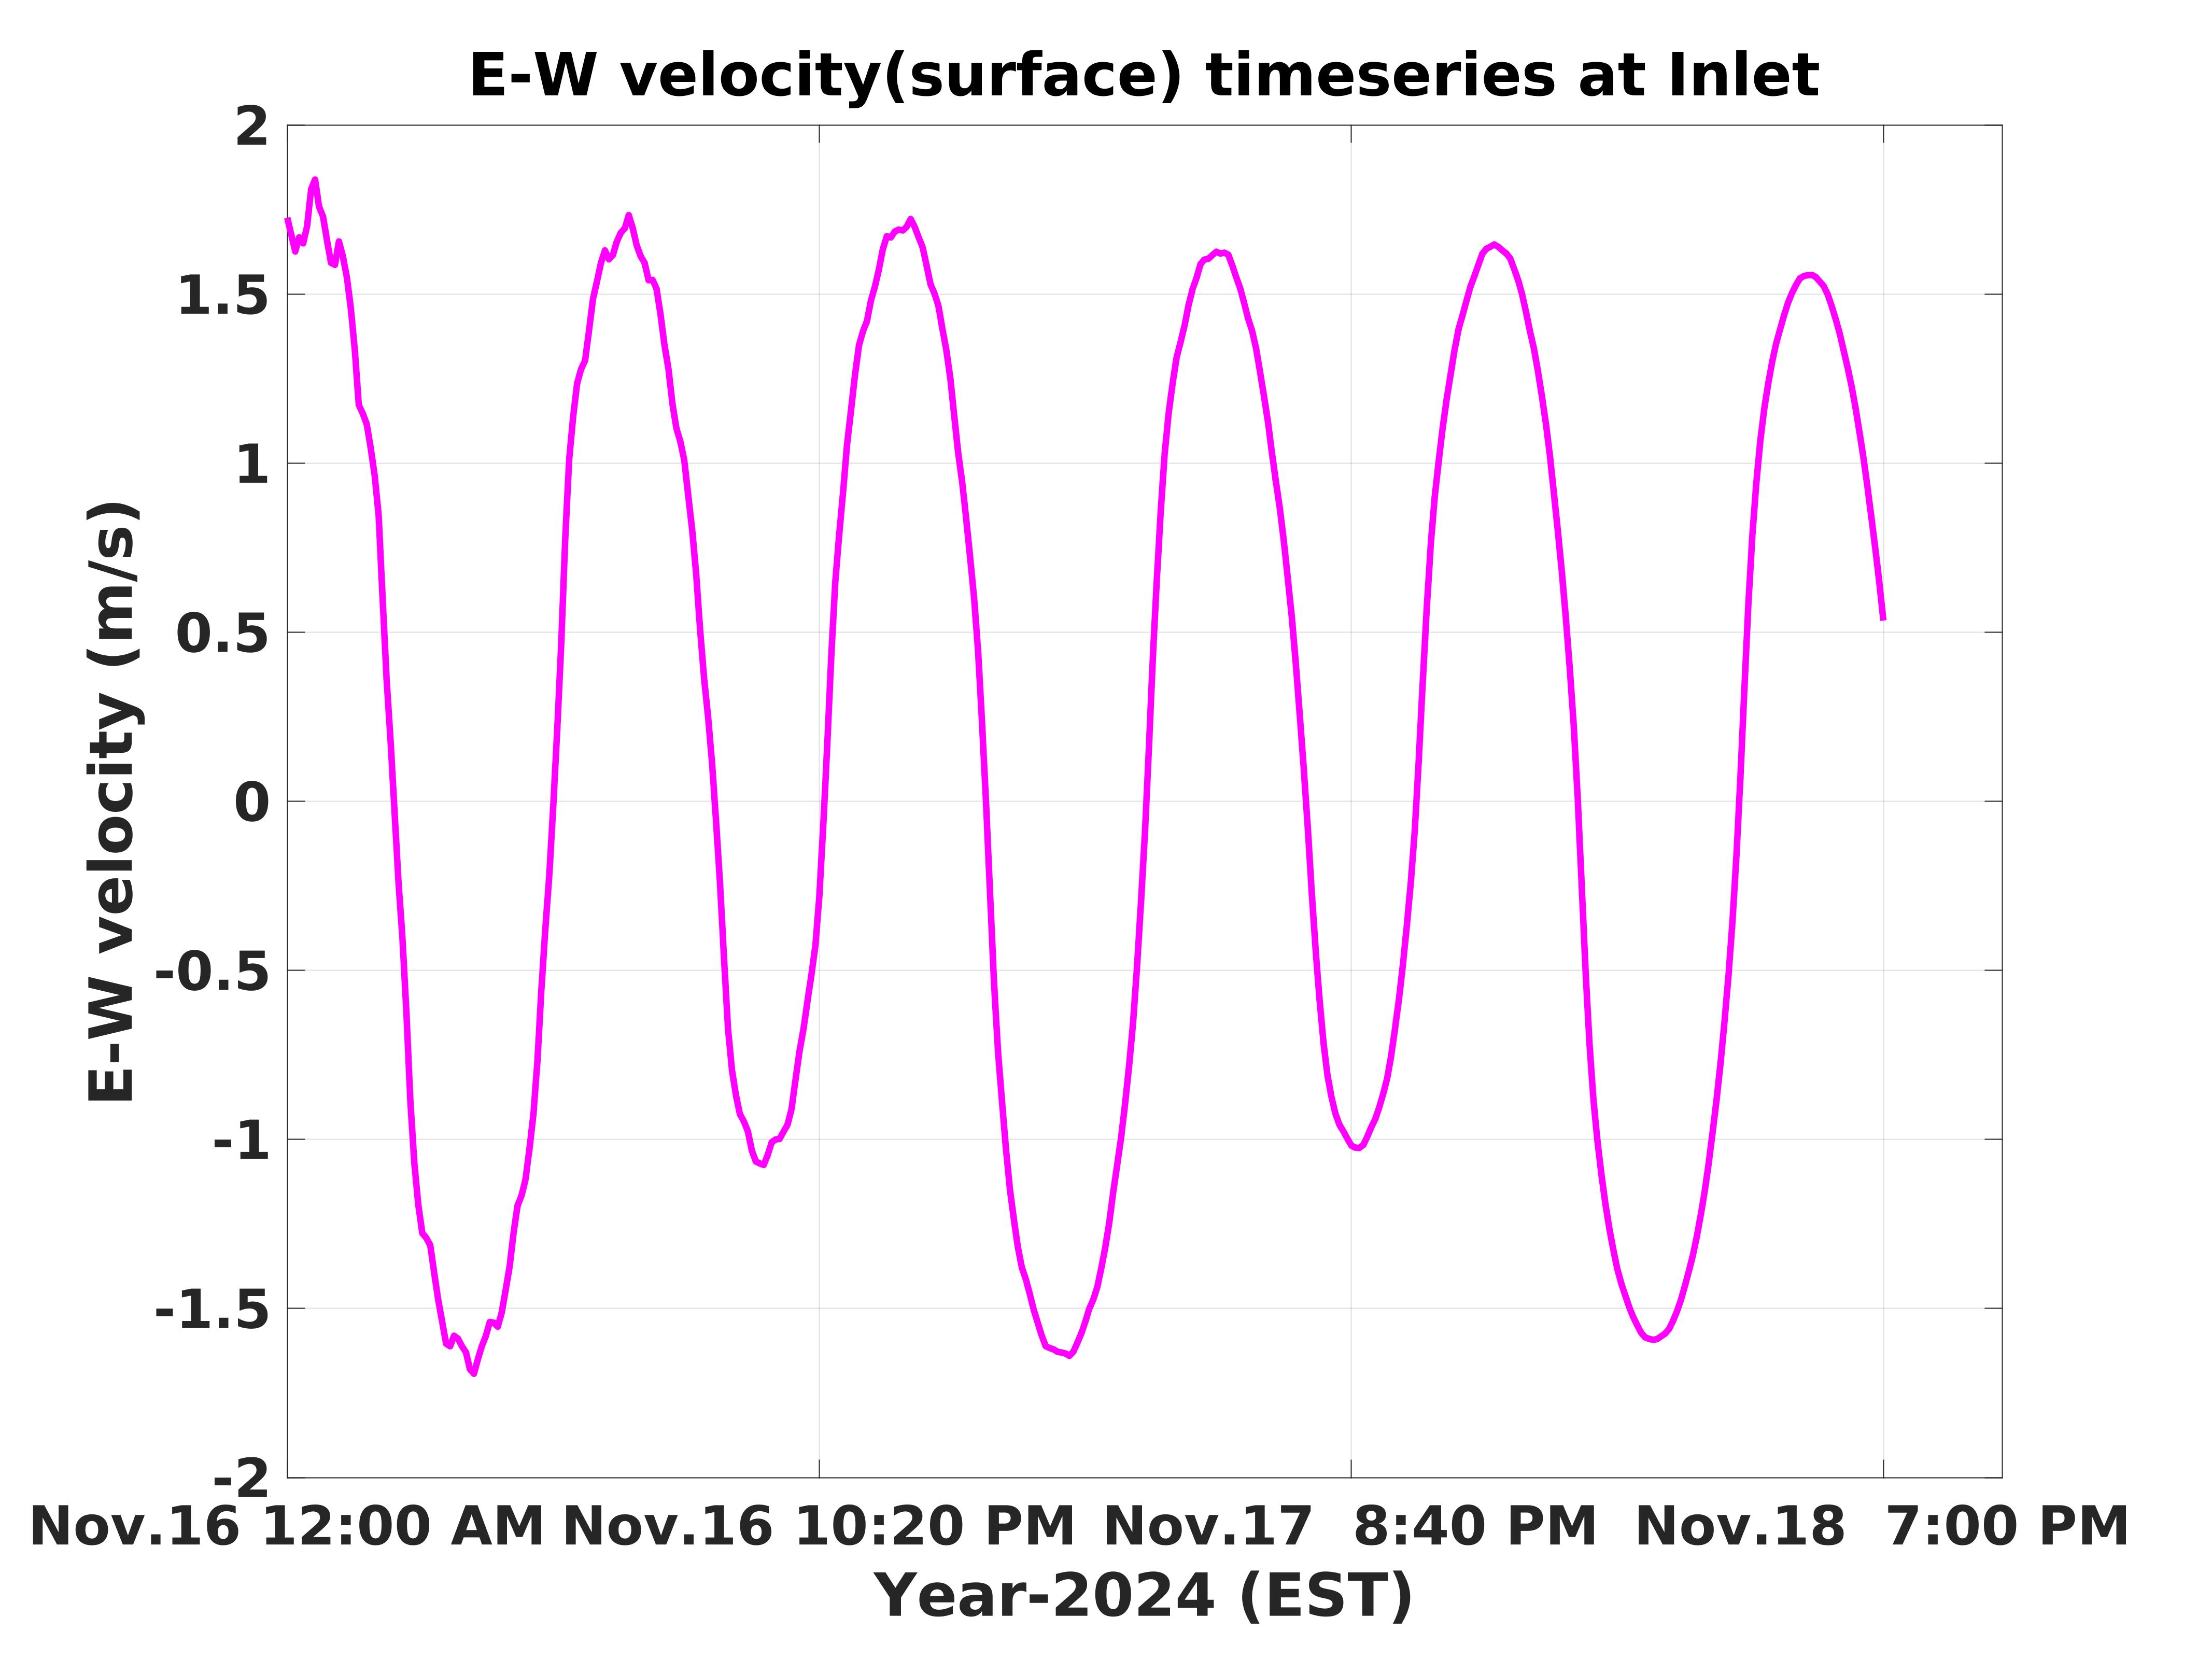 E-W velocity(surface) timeseries at Inlet
2
1.5
1
0.5
0
-0.5
-1
-1.5
-2
E-W velocity (m/s)
Nov.16 12:00 AM Nov.16 10:20 PM Nov.17 8:40 PM Nov.18 7:00 PM
Year-2024 (EST)